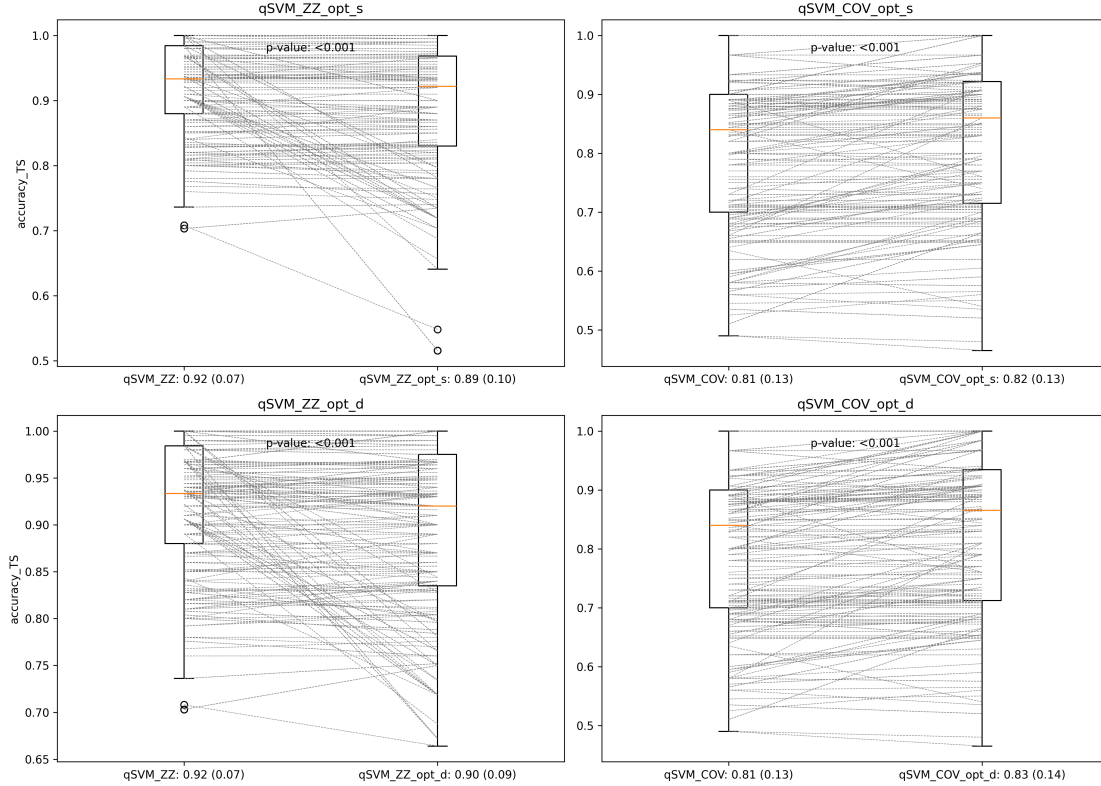 qSVM_ZZ_opt_s
p-value: <0.001
accuracy_TS
1.0
0.9
0.8
0.7
0.6
0.5
qSVM_ZZ: 0.92 (0.07)
qSVM_ZZ_opt_s: 0.89 (0.10)
qSVM_COV_opt_s
p-value: <0.001
1.0
0.9
0.8
0.7
0.6
0.5
qSVM_COV: 0.81 (0.13)
qSVM_COV_opt_s: 0.82 (0.13)
qSVM_ZZ_opt_d
p-value: <0.001
accuracy_TS
1.00
0.95
0.90
0.85
0.80
0.75
0.70
0.65
qSVM_ZZ: 0.92 (0.07)
qSVM_ZZ_opt_d: 0.90 (0.09)
qSVM_COV_opt_d
p-value: <0.001
1.0
0.9
0.8
0.7
0.6
0.5
qSVM_COV: 0.81 (0.13)
qSVM_COV_opt_d: 0.83 (0.14)